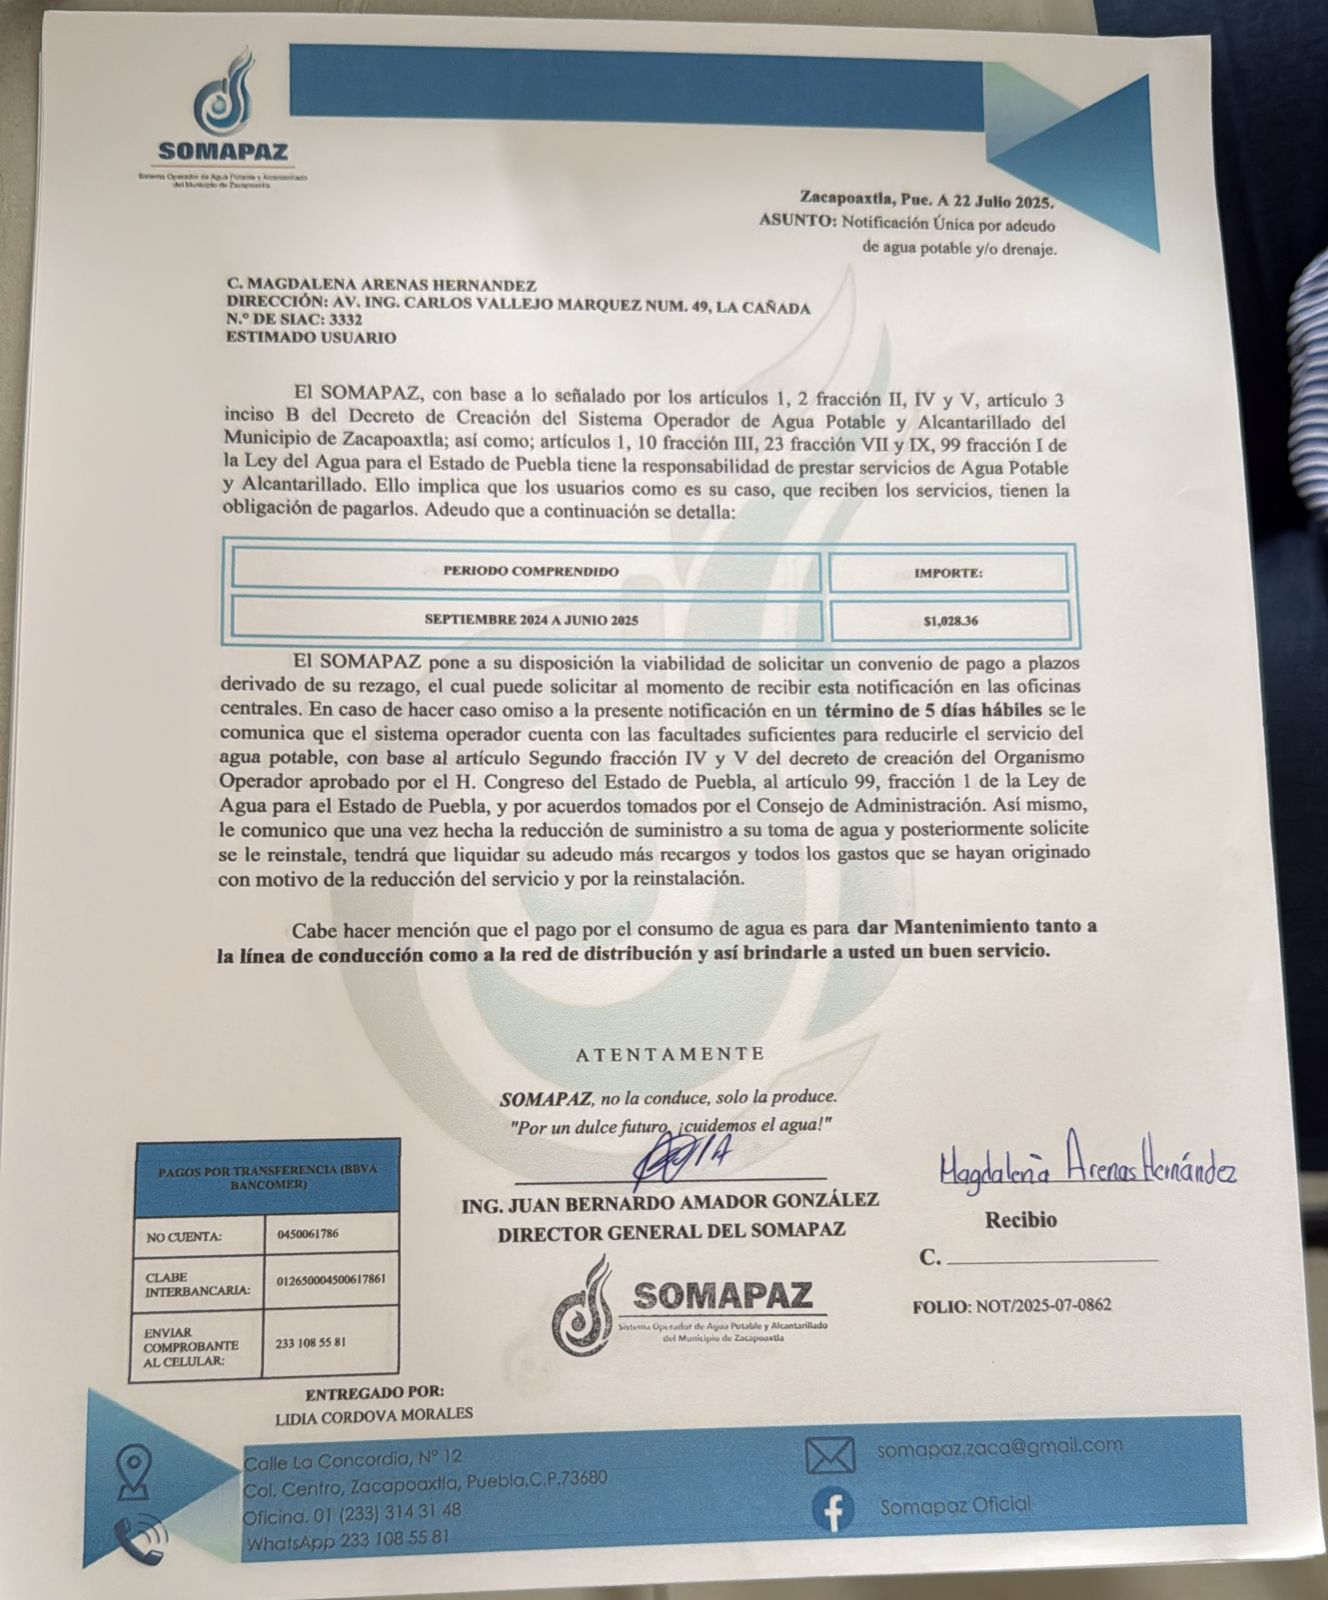 SOMAPAZ
Sistema Operador de Agua Potable y Alcantarillado
del Municipio de Zacapoaxtla
Zacapoaxtla, Pue. A 22 Julio 2025.
ASUNTO: Notificación Única por adeudo
de agua potable y/o drenaje.
C. MAGDALENA ARENAS HERNANDEZ
DIRECCIÓN: AV. ING. CARLOS VALLEJO MARQUEZ NUM. 49, LA CAÑADA
N.º DE SIAC: 3332
ESTIMADO USUARIO
El SOMAPAZ, con base a lo señalado por los artículos 1, 2 fracción II, IV y V, artículo 3
inciso B del Decreto de Creación del Sistema Operador de Agua Potable y Alcantarillado del
Municipio de Zacapoaxtla; así como; artículos 1, 10 fracción III, 23 fracción VII y IX, 99 fracción I de
la Ley del Agua para el Estado de Puebla tiene la responsabilidad de prestar servicios de Agua Potable
y Alcantarillado. Ello implica que los usuarios como es su caso, que reciben los servicios, tienen la
obligación de pagarlos. Adeudo que a continuación se detalla:
PERIODO COMPRENDIDO IMPORTE:
SEPTIEMBRE 2024 A JUNIO 2025 $1,028.36
El SOMAPAZ pone a su disposición la viabilidad de solicitar un convenio de pago a plazos
derivado de su rezago, el cual puede solicitar al momento de recibir esta notificación en las oficinas
centrales. En caso de hacer caso omiso a la presente notificación en un término de 5 días hábiles se le
comunica que el sistema operador cuenta con las facultades suficientes para reducirle el servicio del
agua potable, con base al artículo Segundo fracción IV y V del decreto de creación del Organismo
Operador aprobado por el H. Congreso del Estado de Puebla, al artículo 99, fracción 1 de la Ley de
Agua para el Estado de Puebla, y por acuerdos tomados por el Consejo de Administración. Así mismo,
le comunico que una vez hecha la reducción de suministro a su toma de agua y posteriormente solicite
se le reinstale, tendrá que liquidar su adeudo más recargos y todos los gastos que se hayan originado
con motivo de la reducción del servicio y por la reinstalación.
Cabe hacer mención que el pago por el consumo de agua es para dar Mantenimiento tanto a
la línea de conducción como a la red de distribución y así brindarle a usted un buen servicio.
ATENTAMENTE
SOMAPAZ, no la conduce, solo la produce.
"Por un dulce futuro, ¡cuidemos el agua!"
ING. JUAN BERNARDO AMADOR GONZÁLEZ
DIRECTOR GENERAL DEL SOMAPAZ
SOMAPAZ
Sistema Operador de Agua Potable y Alcantarillado
del Municipio de Zacapoaxtla
Magdalena Arenas Hernández
Recibio
C.
FOLIO: NOT/2025-07-0862
PAGOS POR TRANSFERENCIA (BBVA
BANCOMER)
NO CUENTA: 0450061786
CLABE
INTERBANCARIA: 012650004500617861
ENVIAR
COMPROBANTE
AL CELULAR: 233 108 55 81
ENTREGADO POR:
LIDIA CORDOVA MORALES
Calle La Concordia, Nº 12
Col. Centro, Zacapoaxtla, Puebla.C.P.73680
Oficina. 01 (233) 314 31 48
WhatsApp 233 108 55 81
somapaz.zaca@gmail.com
Somapaz Oficial